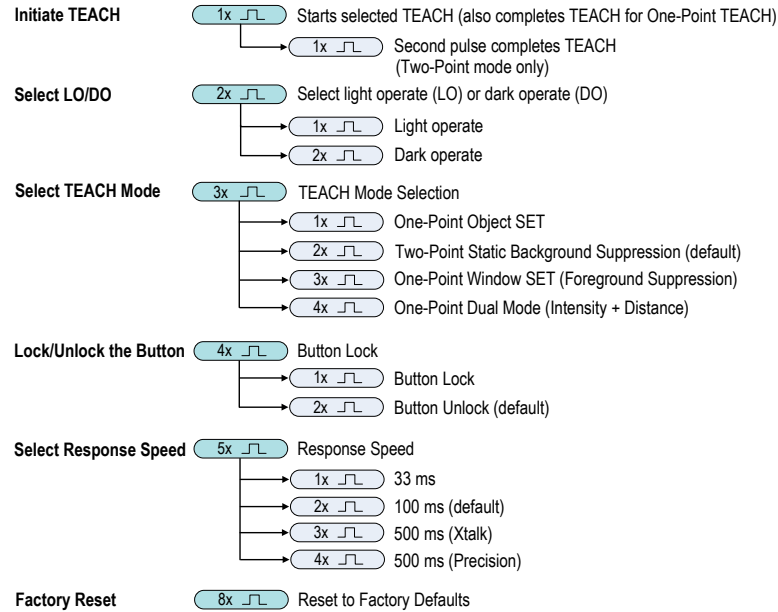 Initiate TEACH 1x Starts selected TEACH (also completes TEACH for One-Point TEACH)
1x Second pulse completes TEACH
(Two-Point mode only)
Select LO/DO 2x Select light operate (LO) or dark operate (DO)
1x Light operate
2x Dark operate
Select TEACH Mode 3x TEACH Mode Selection
1x One-Point Object SET
2x Two-Point Static Background Suppression (default)
3x One-Point Window SET (Foreground Suppression)
4x One-Point Dual Mode (Intensity + Distance)
Lock/Unlock the Button 4x Button Lock
1x Button Lock
2x Button Unlock (default)
Select Response Speed 5x Response Speed
1x 33 ms
2x 100 ms (default)
3x 500 ms (Xtalk)
4x 500 ms (Precision)
Factory Reset 8x Reset to Factory Defaults